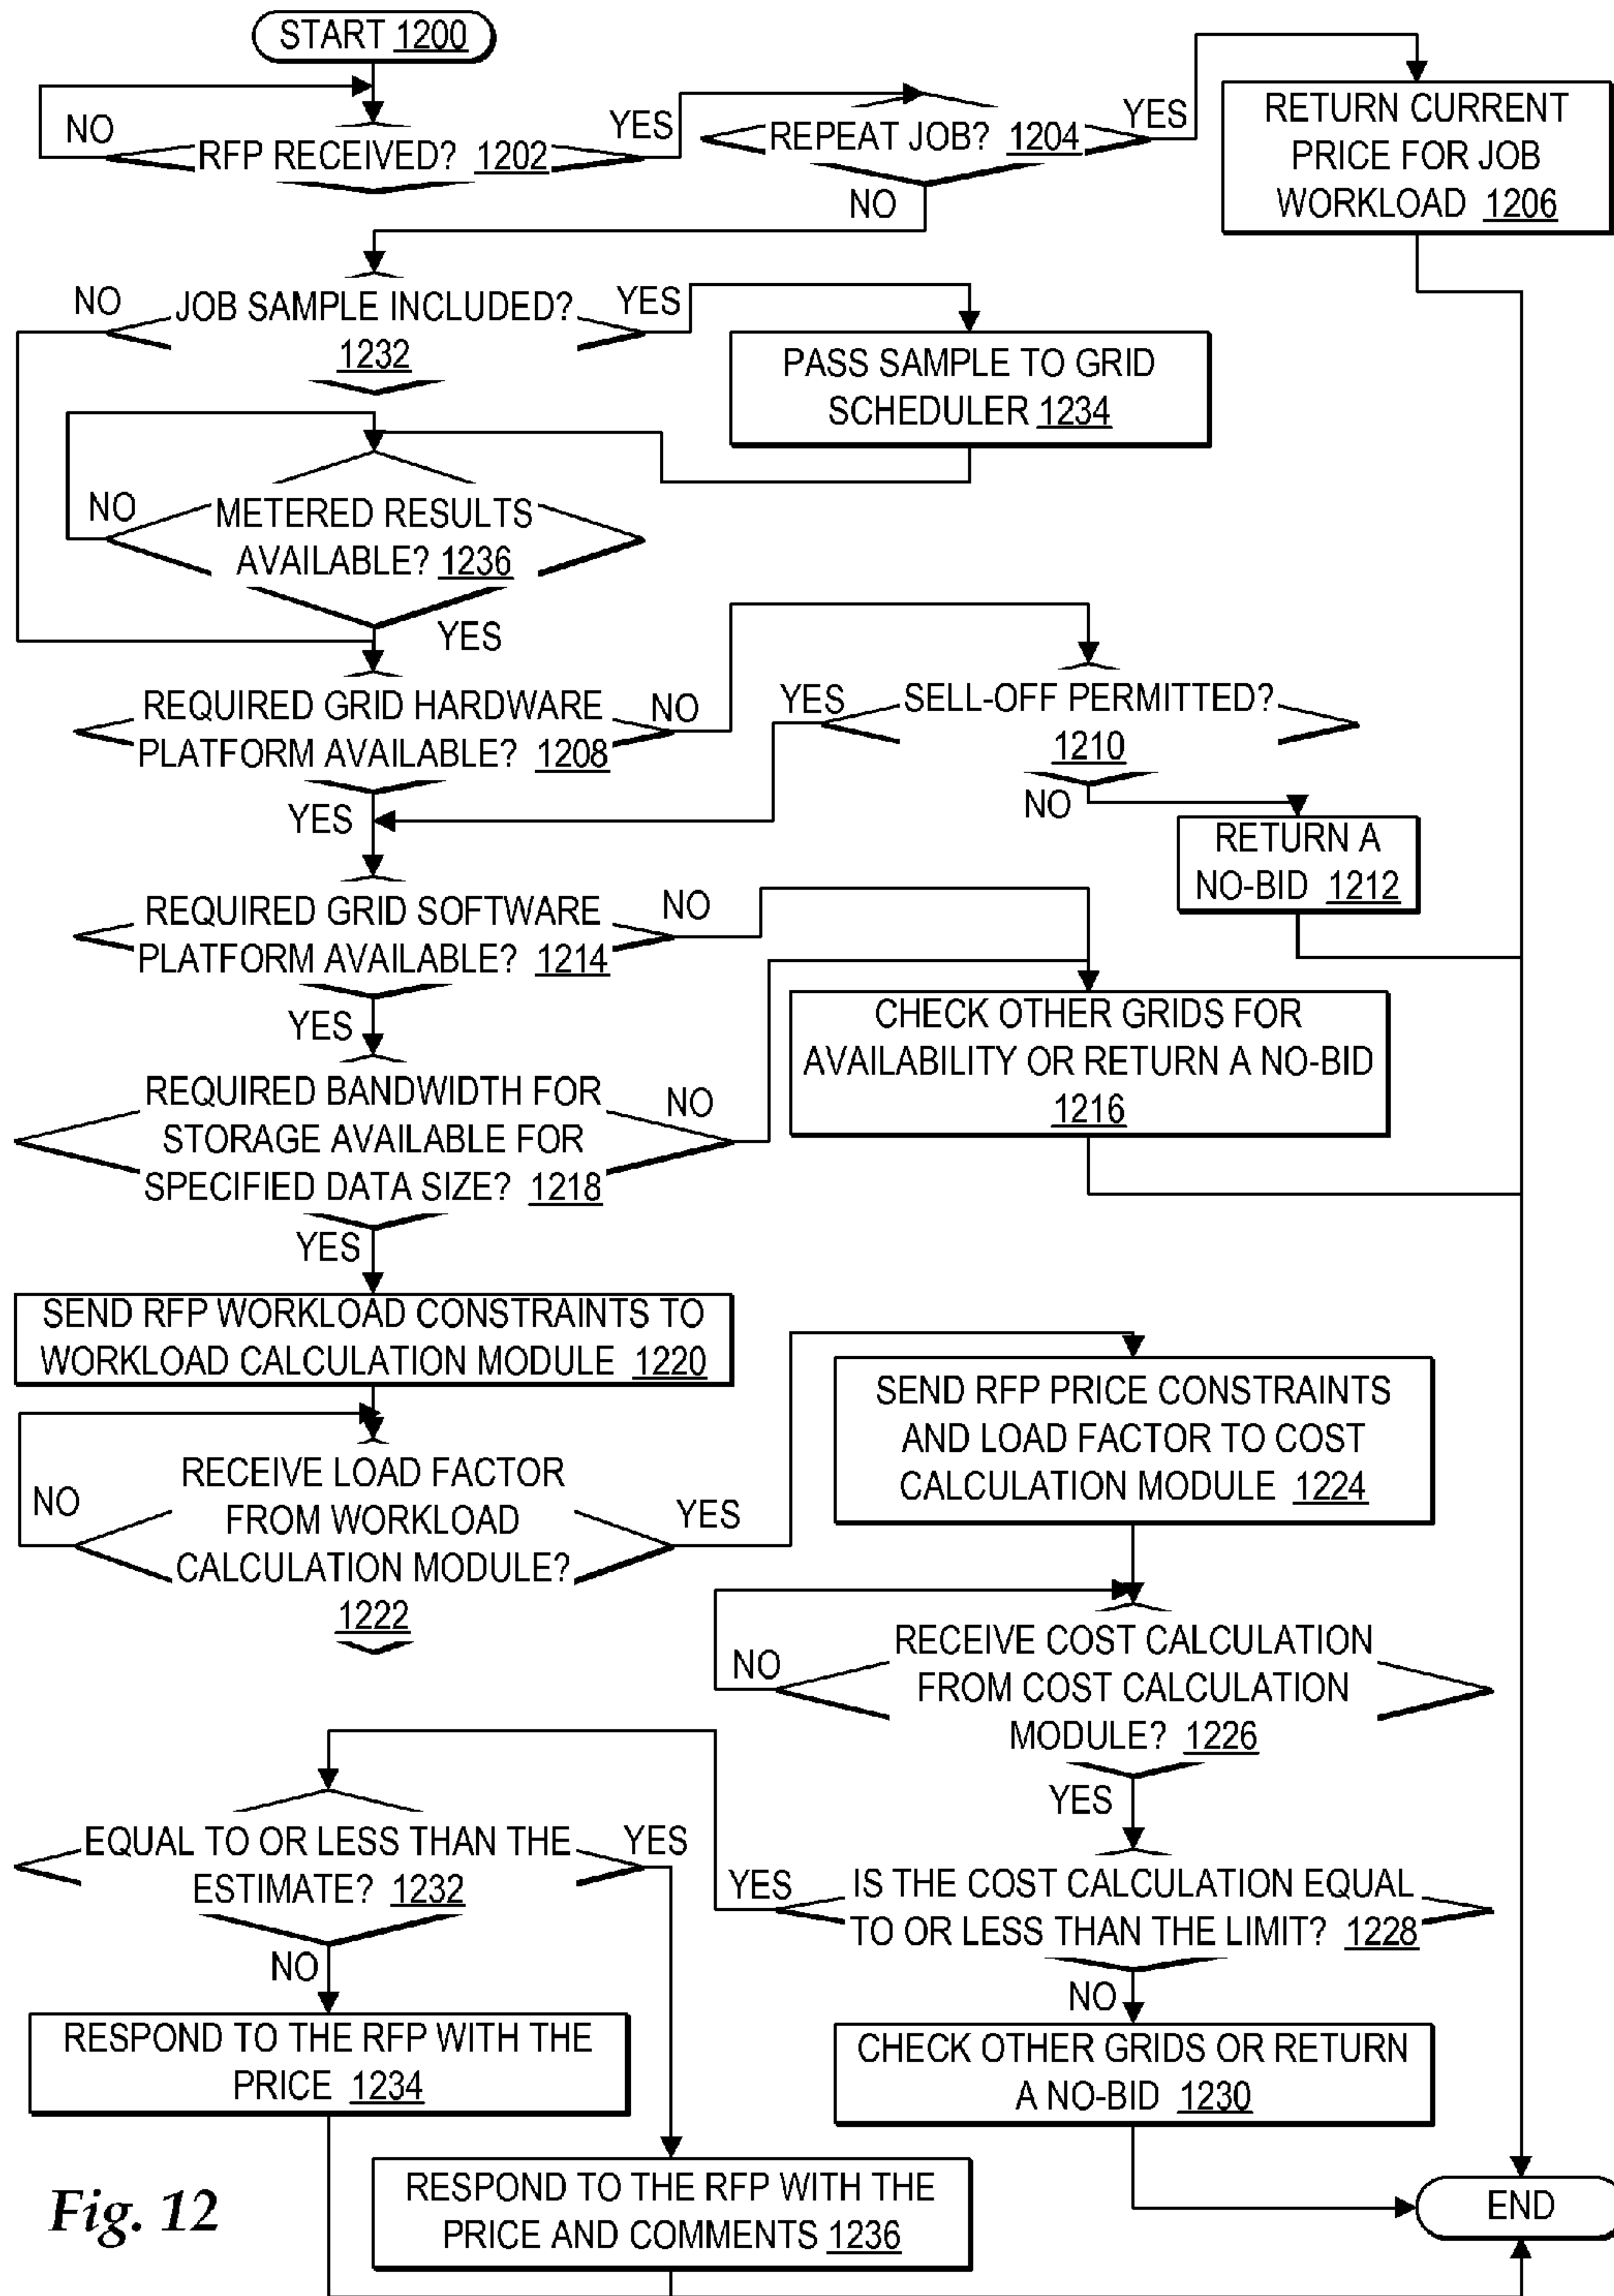 START 1200
NO
RFP RECEIVED? 1202
YES
REPEAT JOB? 1204
YES
NO
RETURN CURRENT
PRICE FOR JOB
WORKLOAD 1206
NO
JOB SAMPLE INCLUDED?
1232
YES
PASS SAMPLE TO GRID
SCHEDULER 1234
NO
METERED RESULTS
AVAILABLE? 1236
YES
REQUIRED GRID HARDWARE
PLATFORM AVAILABLE? 1208
NO
YES
YES
SELL-OFF PERMITTED?
1210
NO
RETURN A
NO-BID 1212
REQUIRED GRID SOFTWARE
PLATFORM AVAILABLE? 1214
NO
YES
CHECK OTHER GRIDS FOR
AVAILABILITY OR RETURN A NO-BID
1216
REQUIRED BANDWIDTH FOR
STORAGE AVAILABLE FOR
SPECIFIED DATA SIZE? 1218
NO
YES
SEND RFP WORKLOAD CONSTRAINTS TO
WORKLOAD CALCULATION MODULE 1220
NO
RECEIVE LOAD FACTOR
FROM WORKLOAD
CALCULATION MODULE?
1222
YES
SEND RFP PRICE CONSTRAINTS
AND LOAD FACTOR TO COST
CALCULATION MODULE 1224
NO
RECEIVE COST CALCULATION
FROM COST CALCULATION
MODULE? 1226
YES
IS THE COST CALCULATION EQUAL
TO OR LESS THAN THE LIMIT? 1228
YES
NO
EQUAL TO OR LESS THAN THE
ESTIMATE? 1232
YES
NO
RESPOND TO THE RFP WITH THE
PRICE 1234
CHECK OTHER GRIDS OR RETURN
A NO-BID 1230
RESPOND TO THE RFP WITH THE
PRICE AND COMMENTS 1236
END
Fig. 12